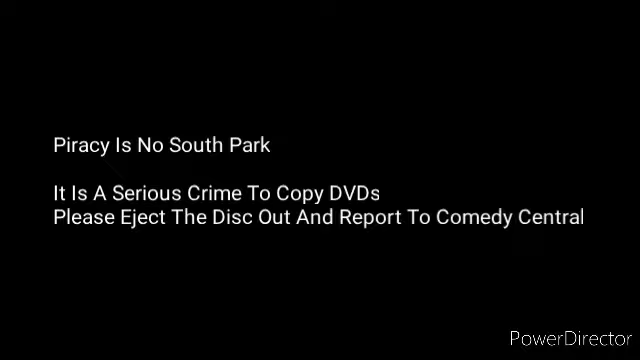 Piracy Is No South Park
It Is A Serious Crime To Copy DVDs
Please Eject The Disc Out And Report To Comedy Central
PowerDirector